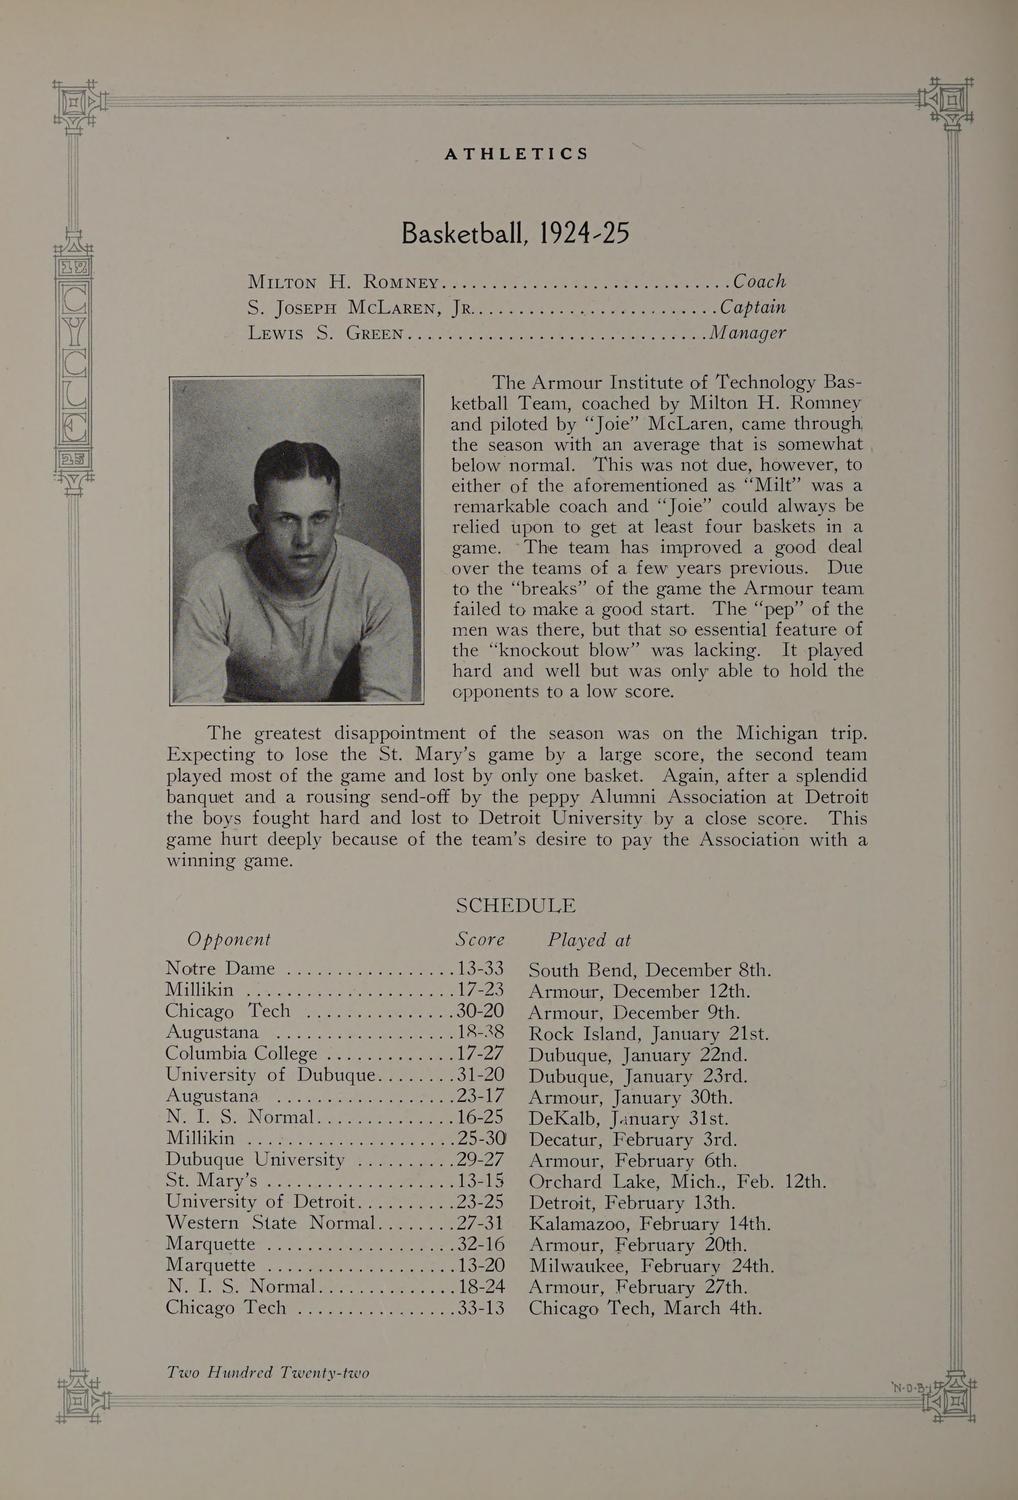 ATHLETICS
Basketball, 1924-25
MILTON H. ROMNEY............................Coach
S. JOSEPH MCLAREN, JR.........................Captain
LEWIS S. GREEN..............................Manager
19
CYCLE
25
The Armour Institute of Technology Bas-
ketball Team, coached by Milton H. Romney
and piloted by “Joie” McLaren, came through
the season with an average that is somewhat
below normal. This was not due, however, to
either of the aforementioned as “Milt” was a
remarkable coach and “Joie” could always be
relied upon to get at least four baskets in a
game. The team has improved a good deal
over the teams of a few years previous. Due
to the “breaks” of the game the Armour team
failed to make a good start. The “pep” of the
men was there, but that so essential feature of
the “knockout blow” was lacking. It played
hard and well but was only able to hold the
opponents to a low score.
The greatest disappointment of the season was on the Michigan trip.
Expecting to lose the St. Mary's game by a large score, the second team
played most of the game and lost by only one basket. Again, after a splendid
banquet and a rousing send-off by the peppy Alumni Association at Detroit
the boys fought hard and lost to Detroit University by a close score. This
game hurt deeply because of the team's desire to pay the Association with a
winning game.
SCHEDULE
Opponent Score Played at
Notre Dame .................13-33 South Bend, December 8th.
Millikin .....................17-23 Armour, December 12th.
Chicago Tech ...............30-20 Armour, December 9th.
Augustana ..................18-38 Rock Island, January 21st.
Columbia College .............17-27 Dubuque, January 22nd.
University of Dubuque........31-20 Dubuque, January 23rd.
Augustana ..................23-17 Armour, January 30th.
N. I. S. Normal..............16-25 DeKalb, January 31st.
Millikin .....................25-30 Decatur, February 3rd.
Dubuque University ..........29-27 Armour, February 6th.
St. Mary's ...................13-15 Orchard Lake, Mich., Feb. 12th.
University of Detroit..........23-25 Detroit, February 13th.
Western State Normal........27-31 Kalamazoo, February 14th.
Marquette ...................32-16 Armour, February 20th.
Marquette ...................13-20 Milwaukee, February 24th.
N. I. S. Normal..............18-24 Armour, February 27th.
Chicago Tech ................33-13 Chicago Tech, March 4th.
Two Hundred Twenty-two